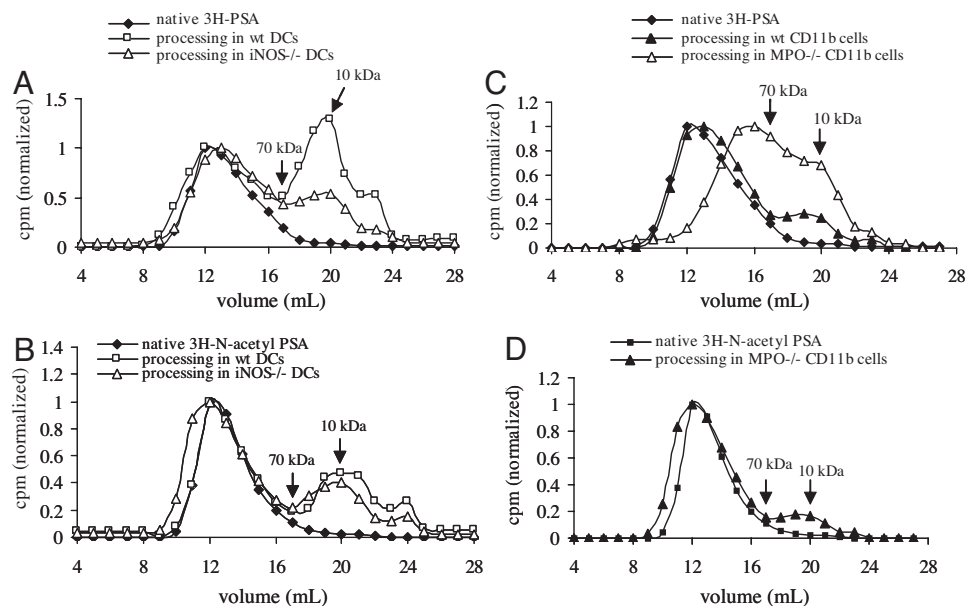 A
native 3H-PSA
processing in wt DCs
processing in iNOS-/- DCs
10 kDa
70 kDa
cpm (normalized)
1.5
1
0.5
0
4 8 12 16 20 24 28
volume (mL)
C
native 3H-PSA
processing in wt CD11b cells
processing in MPO-/- CD11b cells
70 kDa
10 kDa
cpm (normalized)
1.2
1
0.8
0.6
0.4
0.2
0
4 8 12 16 20 24 28
volume (mL)
B
native 3H-N-acetyl PSA
processing in wt DCs
processing in iNOS-/- DCs
10 kDa
70 kDa
cpm (normalized)
1.4
1.2
1
0.8
0.6
0.4
0.2
0
4 8 12 16 20 24 28
volume (mL)
D
native 3H-N-acetyl PSA
processing in MPO-/- CD11b cells
70 kDa
10 kDa
cpm (normalized)
1.2
1
0.8
0.6
0.4
0.2
0
4 8 12 16 20 24 28
volume (mL)